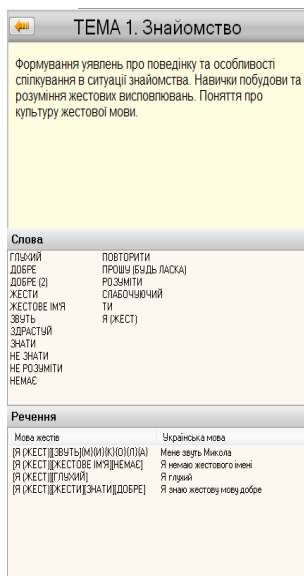 ТЕМА 1. Знайомство
Формування уявлень про поведінку та особливості
спілкування в ситуації знайомства. Навички побудови та
розуміння жестових висловлювань. Поняття про
культуру жестової мови.
Слова
ГЛУХИЙ
ДОБРЕ
ДОБРЕ (2)
ЖЕСТИ
ЖЕСТОВЕ ІМ'Я
ЗВУТЬ
ЗДРАСТУЙ
ЗНАТИ
НЕ ЗНАТИ
НЕ РОЗУМІТИ
НЕМАЄ
ПОВТОРИТИ
ПРОШУ (БУДЬ ЛАСКА)
РОЗУМІТИ
СЛАБОЧУЮЧИЙ
ТИ
Я (ЖЕСТ)
Речення
Мова жестів Українська мова
[Я (ЖЕСТ)][ЗВУТЬ](М)(И)(К)(О)(Л)(А) Мене звуть Микола
[Я (ЖЕСТ)][ЖЕСТОВЕ ІМ'Я][НЕМАЄ] Я немаю жестового імені
[Я (ЖЕСТ)][ГЛУХИЙ] Я глухий
[Я (ЖЕСТ)][ЖЕСТИ][ЗНАТИ][ДОБРЕ] Я знаю жестову мову добре